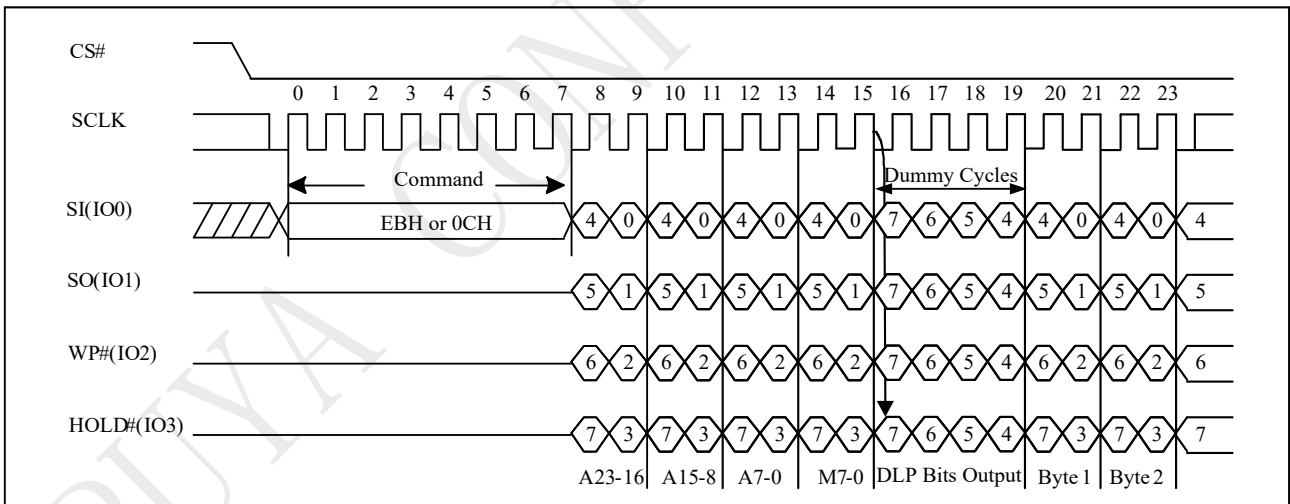 CS#
0 1 2 3 4 5 6 7 8 9 10 11 12 13 14 15 16 17 18 19 20 21 22 23
SCLK
Command
Dummy Cycles
SI(IO0)
EBH or 0CH
4 0 4 0 4 0 4 0 7 6 5 4 4 0 4 0 4
SO(IO1)
5 1 5 1 5 1 5 1 7 6 5 4 5 1 5 1 5
WP#(IO2)
6 2 6 2 6 2 6 2 7 6 5 4 6 2 6 2 6
HOLD#(IO3)
7 3 7 3 7 3 7 3 7 6 5 4 7 3 7 3 7
A23-16 A15-8 A7-0 M7-0 DLP Bits Output Byte 1 Byte 2
PUYA CONF